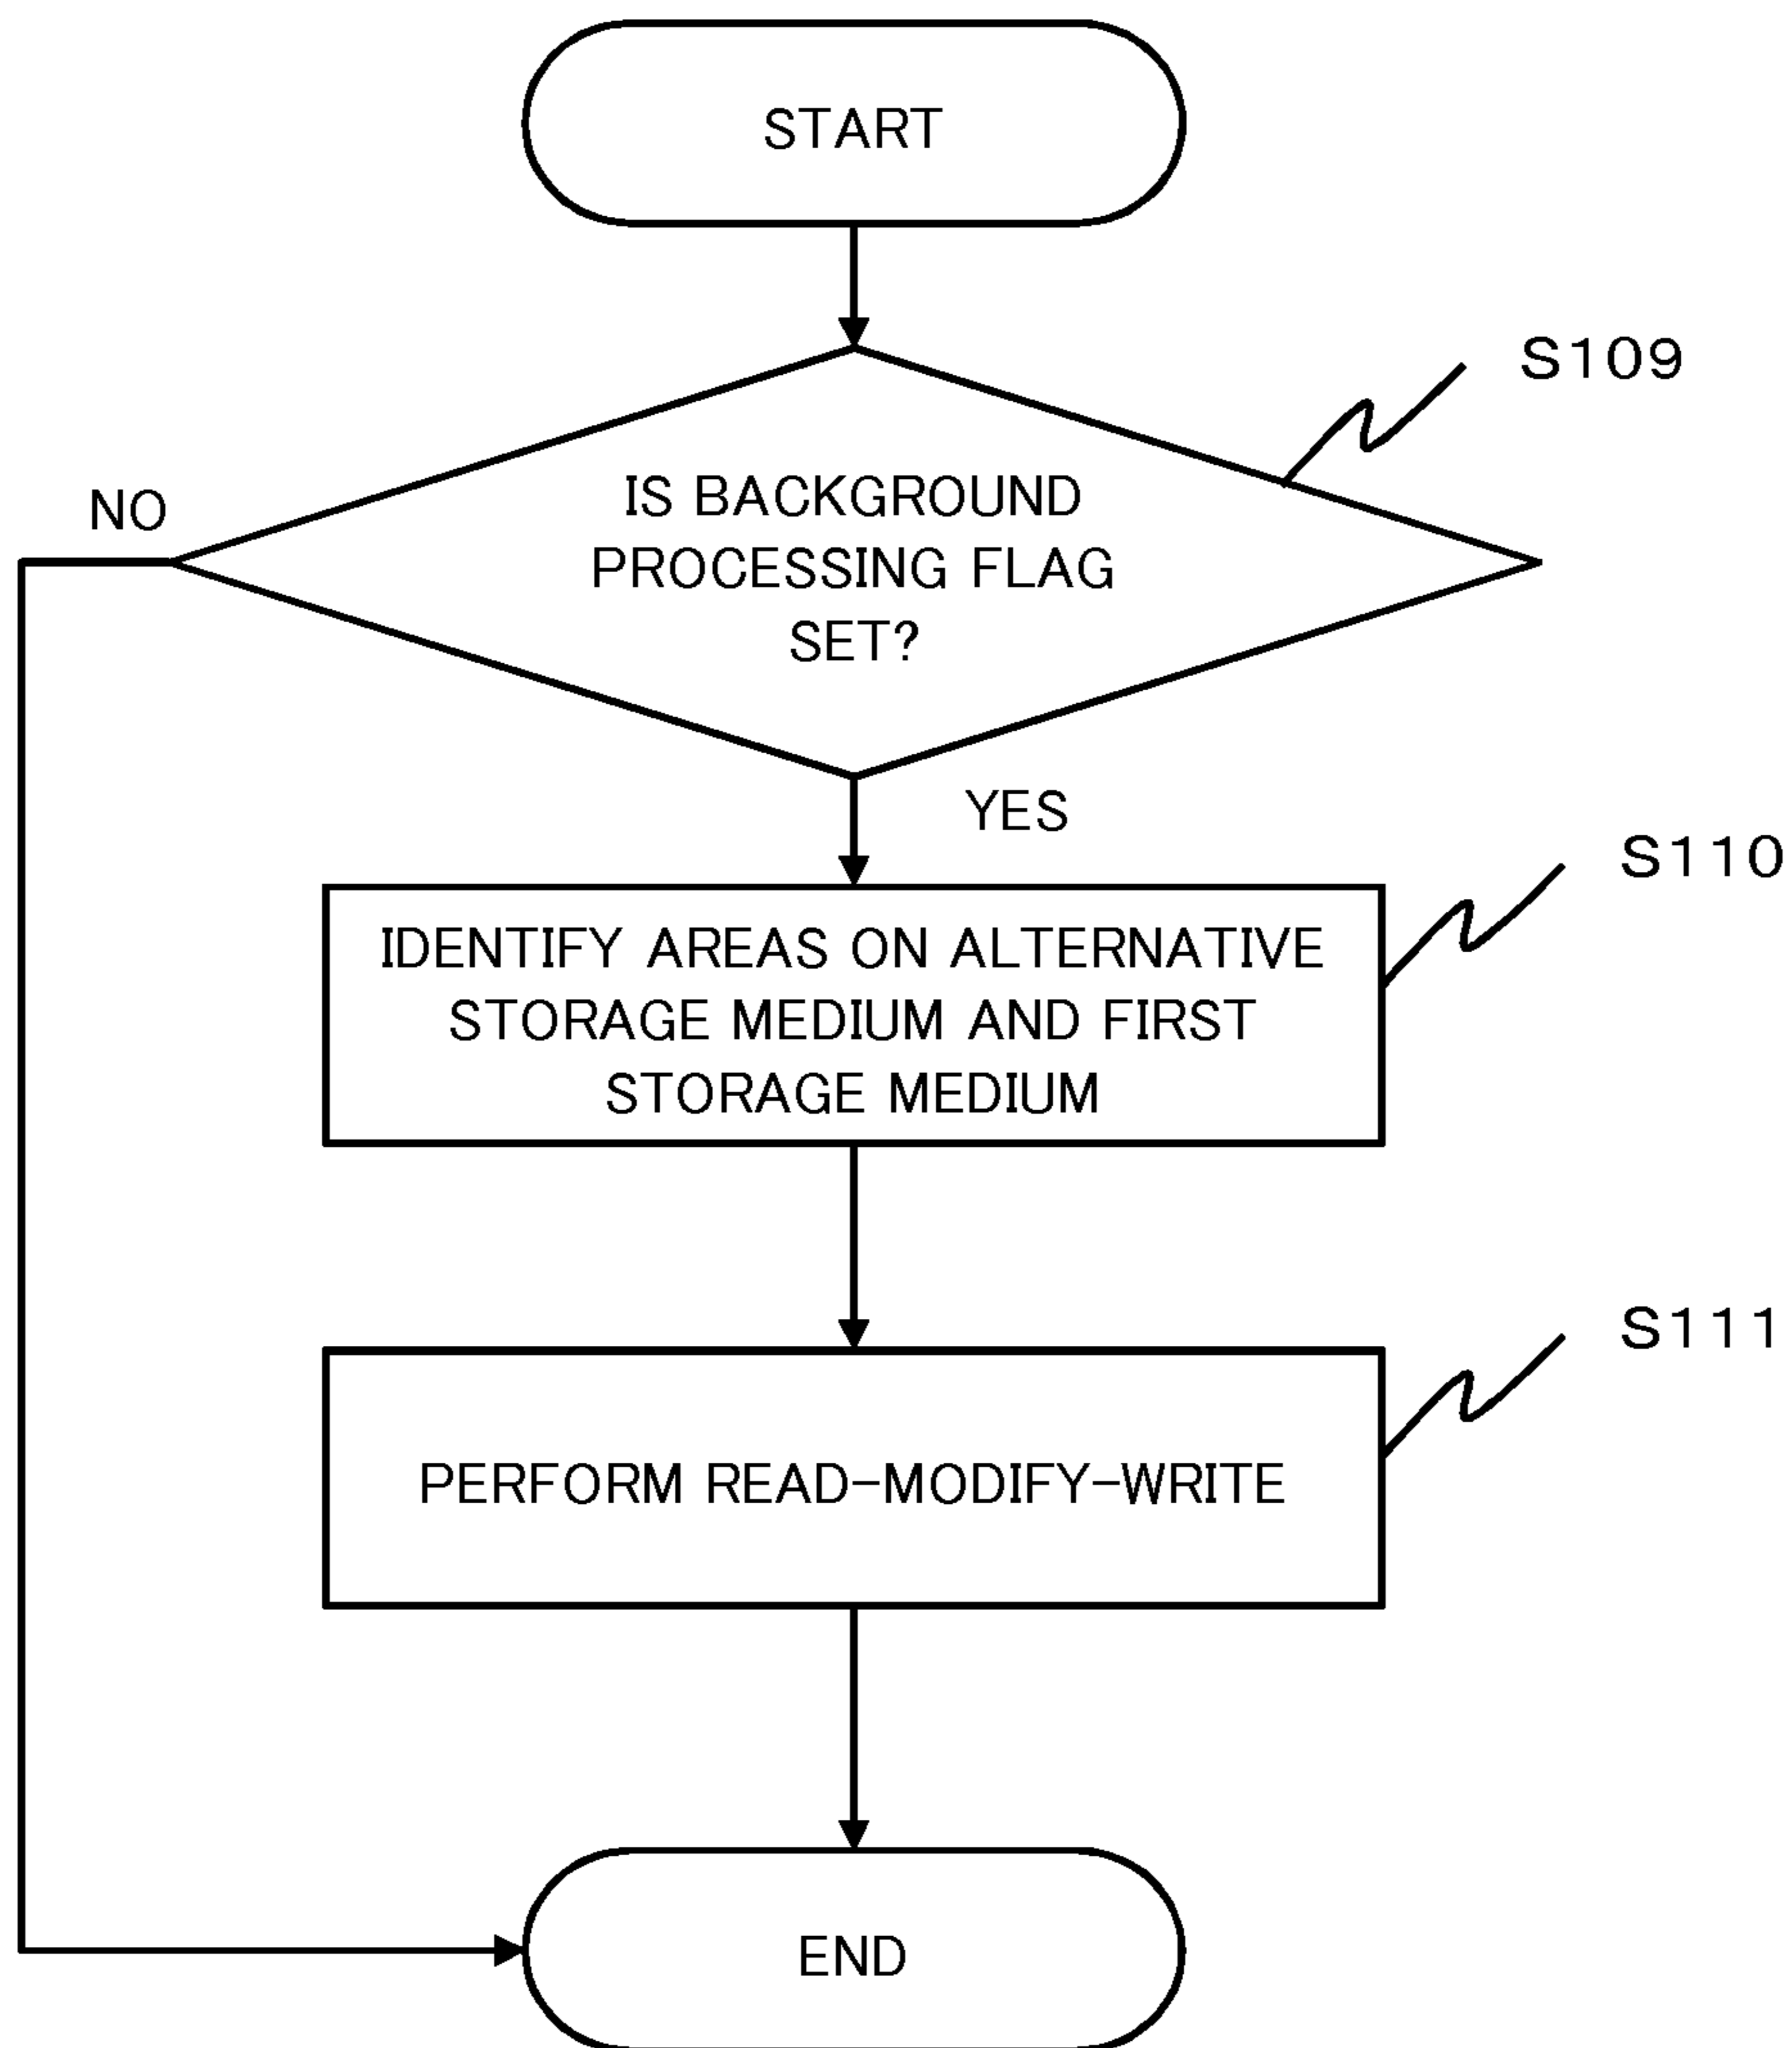 START
S109
NO
IS BACKGROUND
PROCESSING FLAG
SET?
YES
S110
IDENTIFY AREAS ON ALTERNATIVE
STORAGE MEDIUM AND FIRST
STORAGE MEDIUM
S111
PERFORM READ-MODIFY-WRITE
END